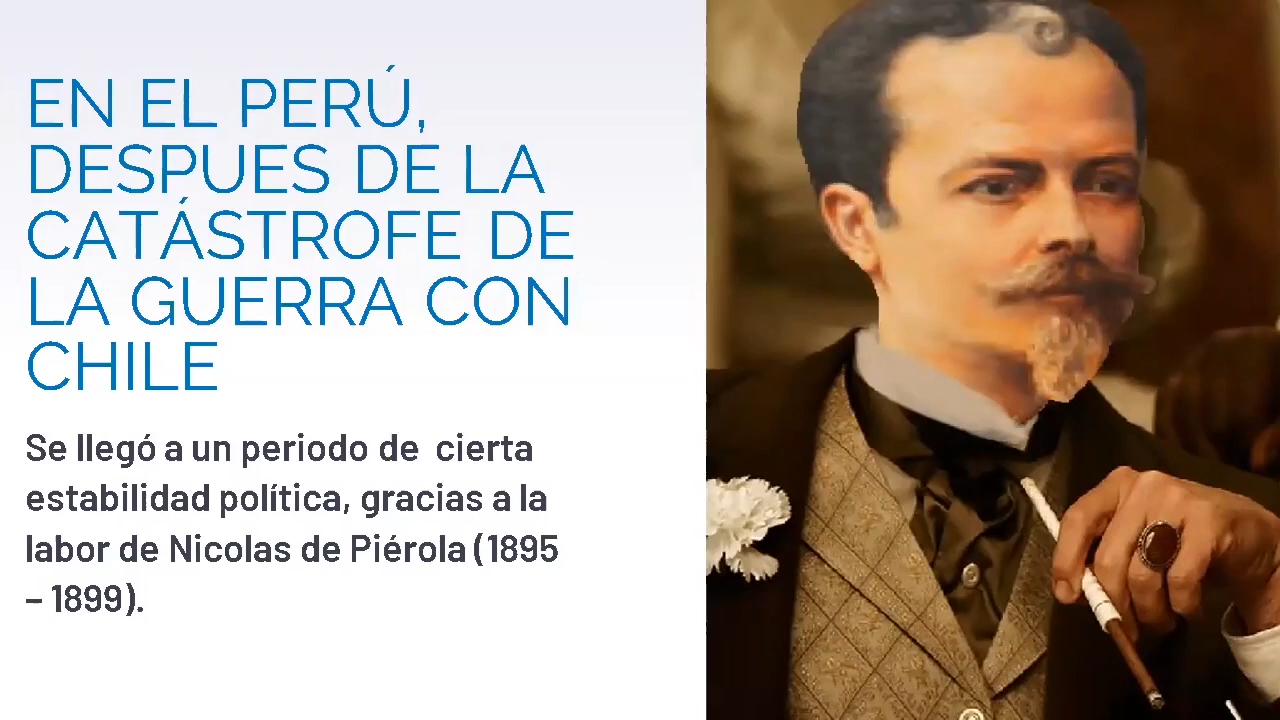 EN EL PERÚ,
DESPUES DE LA
CATÁSTROFE DE
LA GUERRA CON
CHILE
Se llegó a un periodo de  cierta
estabilidad política, gracias a la
labor de Nicolas de Piérola (1895
– 1899).